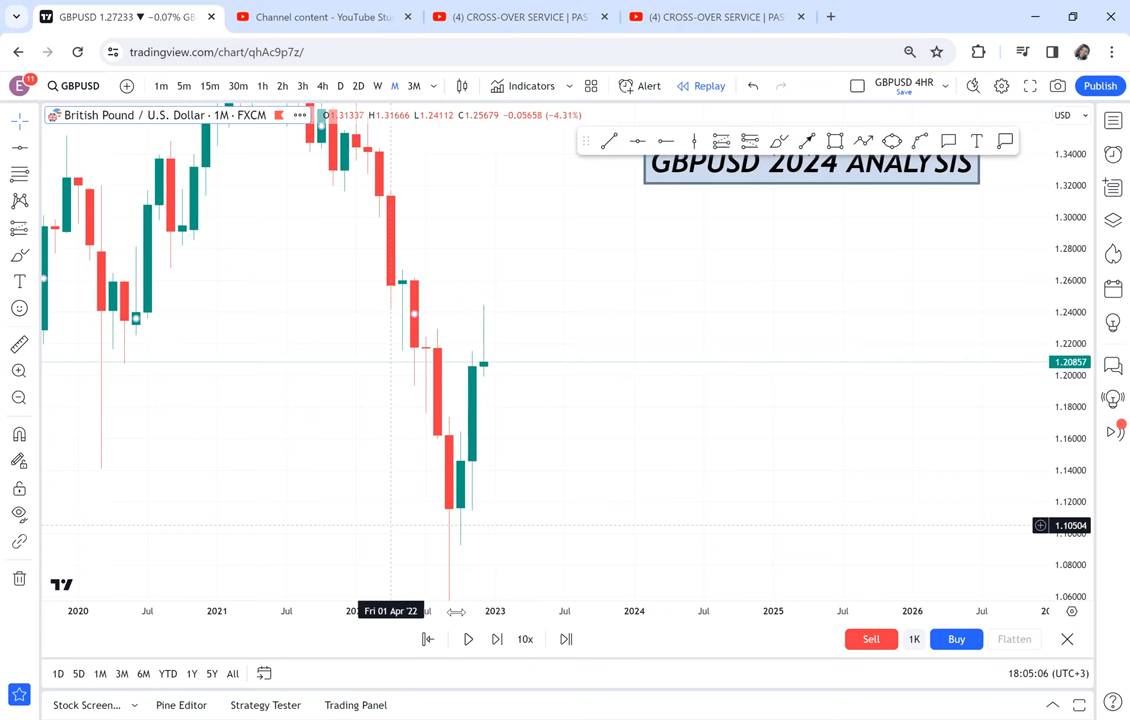 GBPUSD 1.27233 ▼ −0.07% GB
Channel content - YouTube Stu
(4) CROSS-OVER SERVICE | PAS
(4) CROSS-OVER SERVICE | PAS
tradingview.com/chart/qhAc9p7z/
E 11 GBPUSD 1m 5m 15m 30m 1h 2h 3h 4h D 2D W M 3M Indicators Alert Replay GBPUSD 4HR Save Publish
British Pound / U.S. Dollar · 1M · FXCM O1.31337 H1.31666 L1.24112 C1.25679 −0.05658 (−4.31%) USD
GBPUSD 2024 ANALYSIS
1.34000
1.32000
1.30000
1.28000
1.26000
1.24000
1.22000
1.20857
1.20000
1.18000
1.16000
1.14000
1.12000
1.10504
1.08000
1.06000
2020 Jul 2021 Jul Fri 01 Apr '22 2023 Jul 2024 Jul 2025 Jul 2026 Jul
10x Sell 1K Buy Flatten
1D 5D 1M 3M 6M YTD 1Y 5Y All 18:05:06 (UTC+3)
Stock Screen... Pine Editor Strategy Tester Trading Panel